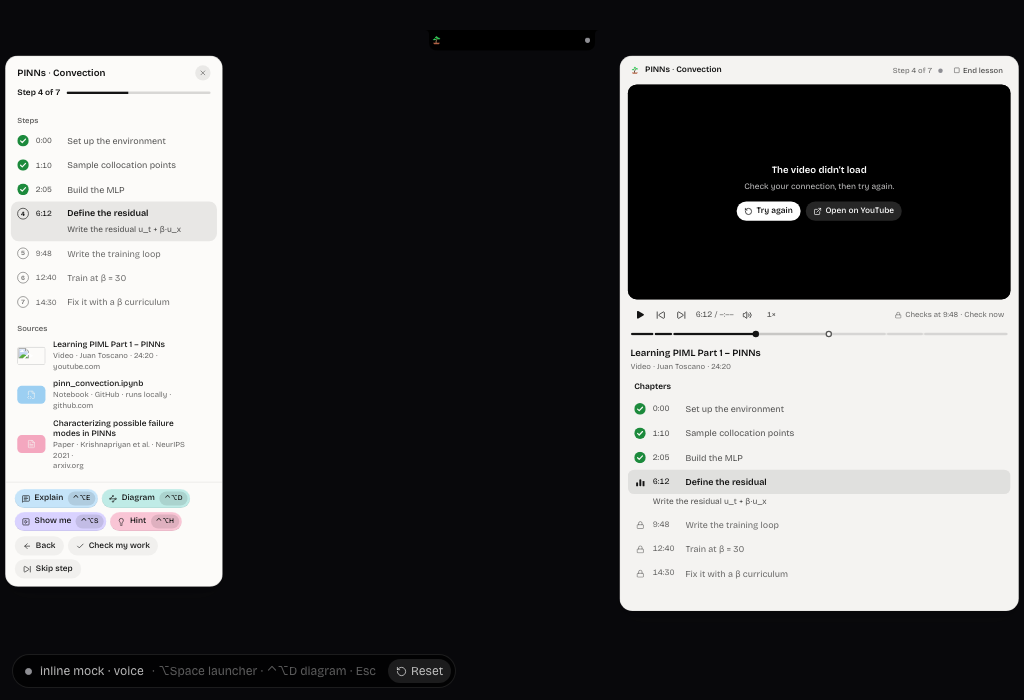 PINNs · Convection
Step 4 of 7
Steps
0:00 Set up the environment
1:10 Sample collocation points
2:05 Build the MLP
4 6:12 Define the residual
Write the residual u_t + β·u_x
5 9:48 Write the training loop
6 12:40 Train at β = 30
7 14:30 Fix it with a β curriculum
Sources
Learning PIML Part 1 – PINNs
Video · Juan Toscano · 24:20 ·
youtube.com
pinn_convection.ipynb
Notebook · GitHub · runs locally ·
github.com
Characterizing possible failure
modes in PINNs
Paper · Krishnapriyan et al. · NeurIPS
2021 ·
arxiv.org
Explain ^⌥E Diagram ^⌥D
Show me ^⌥S Hint ^⌥H
Back Check my work
Skip step
PINNs · Convection Step 4 of 7 End lesson
The video didn't load
Check your connection, then try again.
Try again Open on YouTube
6:12 / –:–– 1× Checks at 9:48 · Check now
Learning PIML Part 1 – PINNs
Video · Juan Toscano · 24:20
Chapters
0:00 Set up the environment
1:10 Sample collocation points
2:05 Build the MLP
6:12 Define the residual
Write the residual u_t + β·u_x
9:48 Write the training loop
12:40 Train at β = 30
14:30 Fix it with a β curriculum
inline mock · voice · ⌥Space launcher · ^⌥D diagram · Esc Reset